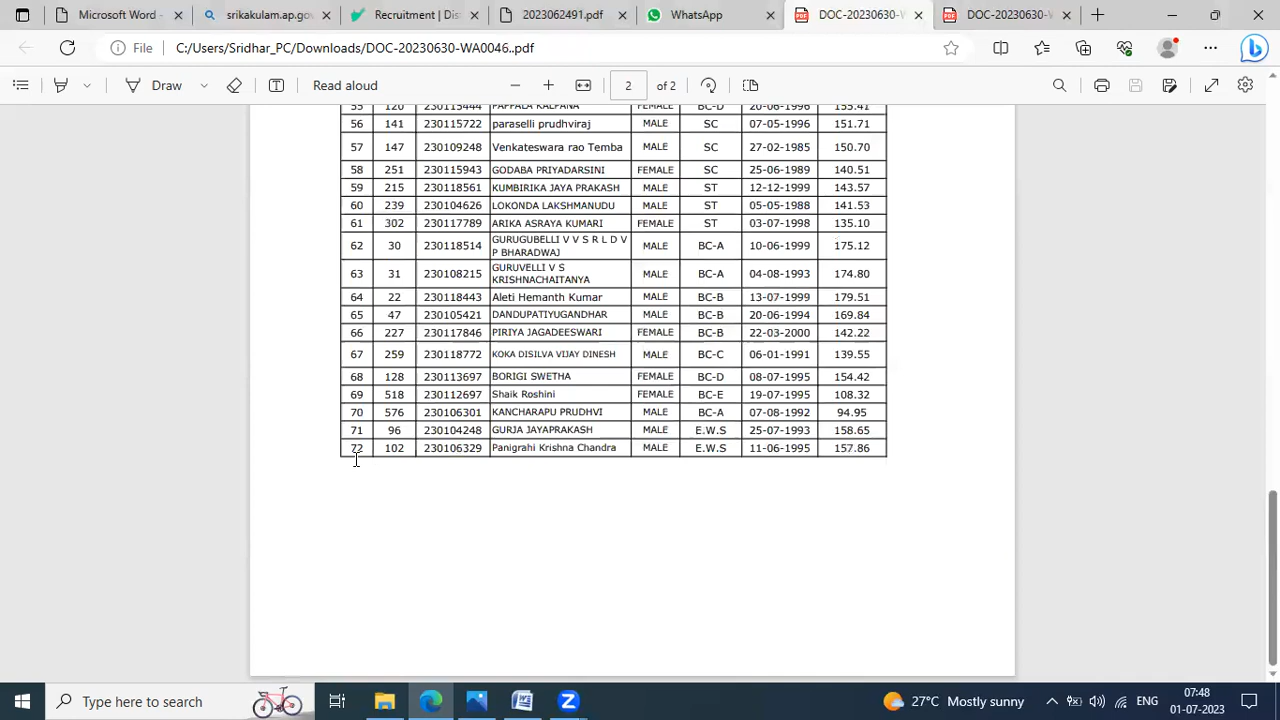 Microsoft Word -
srikakulam.ap.gov
Recruitment | Dis
2023062491.pdf
WhatsApp
DOC-20230630-W
DOC-20230630-W
File C:/Users/Sridhar_PC/Downloads/DOC-20230630-WA0046..pdf
Draw Read aloud 2 of 2
55 120 230115444 PAPPALA KALPANA FEMALE BC-D 20-06-1996 155.41
56 141 230115722 paraselli prudhviraj MALE SC 07-05-1996 151.71
57 147 230109248 Venkateswara rao Temba MALE SC 27-02-1985 150.70
58 251 230115943 GODABA PRIYADARSINI FEMALE SC 25-06-1989 140.51
59 215 230118561 KUMBIRIKA JAYA PRAKASH MALE ST 12-12-1999 143.57
60 239 230104626 LOKONDA LAKSHMANUDU MALE ST 05-05-1988 141.53
61 302 230117789 ARIKA ASRAYA KUMARI FEMALE ST 03-07-1998 135.10
62 30 230118514 GURUGUBELLI V V S R L D V P BHARADWAJ MALE BC-A 10-06-1999 175.12
63 31 230108215 GURUVELLI V S KRISHNACHAITANYA MALE BC-A 04-08-1993 174.80
64 22 230118443 Aleti Hemanth Kumar MALE BC-B 13-07-1999 179.51
65 47 230105421 DANDUPATIYUGANDHAR MALE BC-B 20-06-1994 169.84
66 227 230117846 PIRIYA JAGADEESWARI FEMALE BC-B 22-03-2000 142.22
67 259 230118772 KOKA DISILVA VIJAY DINESH MALE BC-C 06-01-1991 139.55
68 128 230113697 BORIGI SWETHA FEMALE BC-D 08-07-1995 154.42
69 518 230112697 Shaik Roshini FEMALE BC-E 19-07-1995 108.32
70 576 230106301 KANCHARAPU PRUDHVI MALE BC-A 07-08-1992 94.95
71 96 230104248 GURJA JAYAPRAKASH MALE E.W.S 25-07-1993 158.65
72 102 230106329 Panigrahi Krishna Chandra MALE E.W.S 11-06-1995 157.86
Type here to search
27°C Mostly sunny
ENG
07:48
01-07-2023